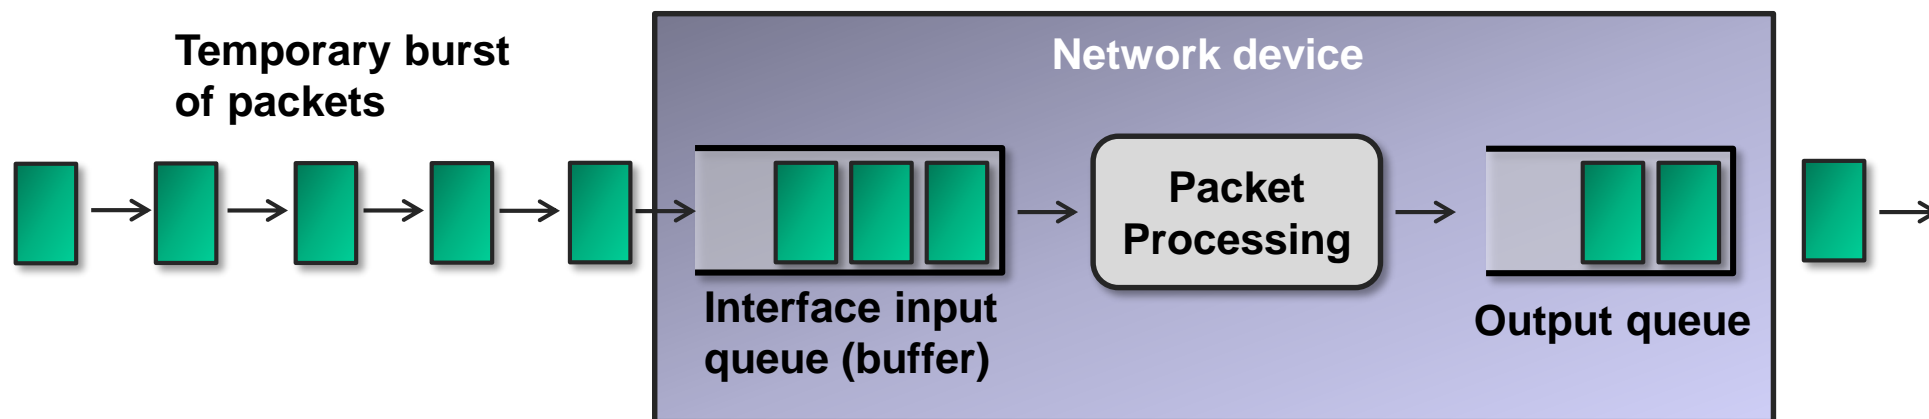 Temporary burst
of packets
Network device
Packet
Processing
Interface input
queue (buffer)
Output queue